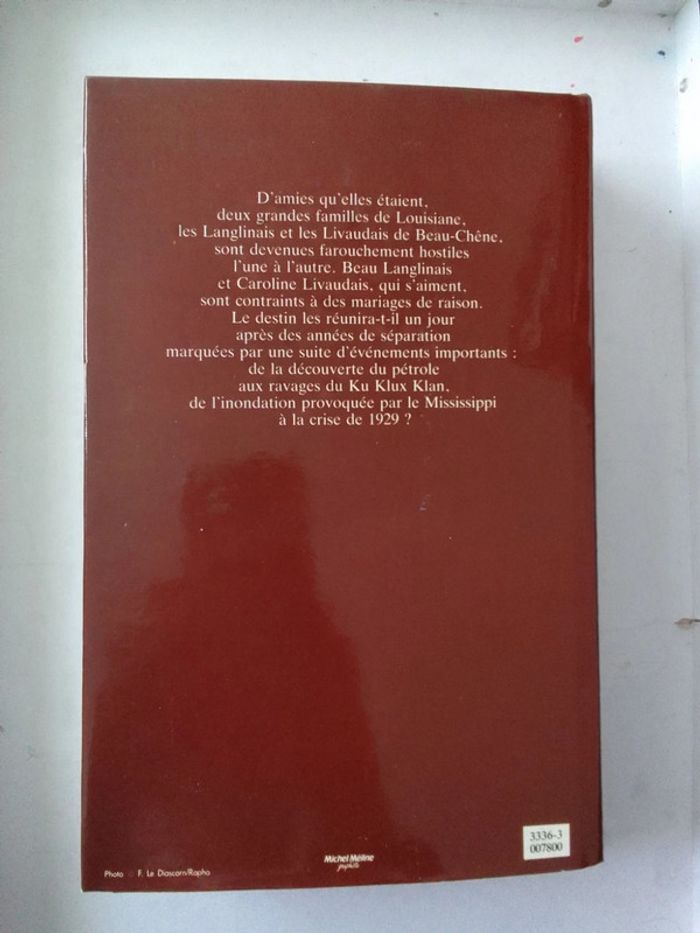 D'amies qu'elles étaient,
deux grandes familles de Louisiane,
les Langlinais et les Livaudais de Beau-Chêne,
sont devenues farouchement hostiles
l'une à l'autre. Beau Langlinais
et Caroline Livaudais, qui s'aiment,
sont contraints à des mariages de raison.
Le destin les réunira-t-il un jour
après des années de séparation
marquées par une suite d'événements importants :
de la découverte du pétrole
aux ravages du Ku Klux Klan,
de l'inondation provoquée par le Mississippi
à la crise de 1929 ?
3336-3
007800
Michel Méline
Photo © F. Le Diascorn/Rapho